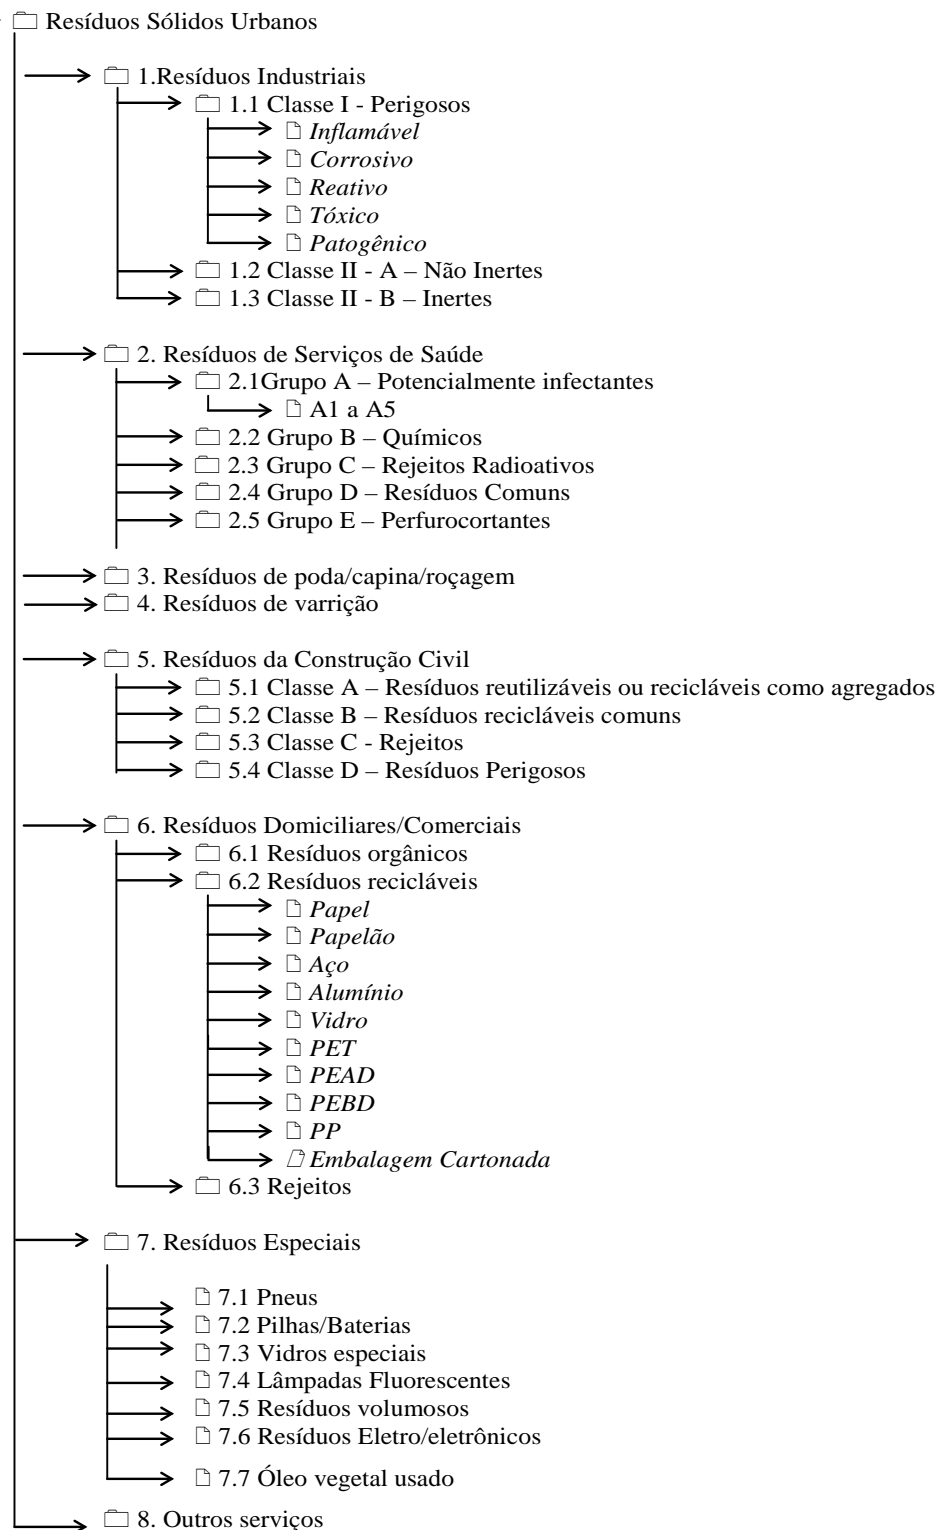 Resíduos Sólidos Urbanos
1.Resíduos Industriais
1.1 Classe I - Perigosos
Inflamável
Corrosivo
Reativo
Tóxico
Patogênico
1.2 Classe II - A – Não Inertes
1.3 Classe II - B – Inertes
2. Resíduos de Serviços de Saúde
2.1Grupo A – Potencialmente infectantes
A1 a A5
2.2 Grupo B – Químicos
2.3 Grupo C – Rejeitos Radioativos
2.4 Grupo D – Resíduos Comuns
2.5 Grupo E – Perfurocortantes
3. Resíduos de poda/capina/roçagem
4. Resíduos de varrição
5. Resíduos da Construção Civil
5.1 Classe A – Resíduos reutilizáveis ou recicláveis como agregados
5.2 Classe B – Resíduos recicláveis comuns
5.3 Classe C - Rejeitos
5.4 Classe D – Resíduos Perigosos
6. Resíduos Domiciliares/Comerciais
6.1 Resíduos orgânicos
6.2 Resíduos recicláveis
Papel
Papelão
Aço
Alumínio
Vidro
PET
PEAD
PEBD
PP
Embalagem Cartonada
6.3 Rejeitos
7. Resíduos Especiais
7.1 Pneus
7.2 Pilhas/Baterias
7.3 Vidros especiais
7.4 Lâmpadas Fluorescentes
7.5 Resíduos volumosos
7.6 Resíduos Eletro/eletrônicos
7.7 Óleo vegetal usado
8. Outros serviços